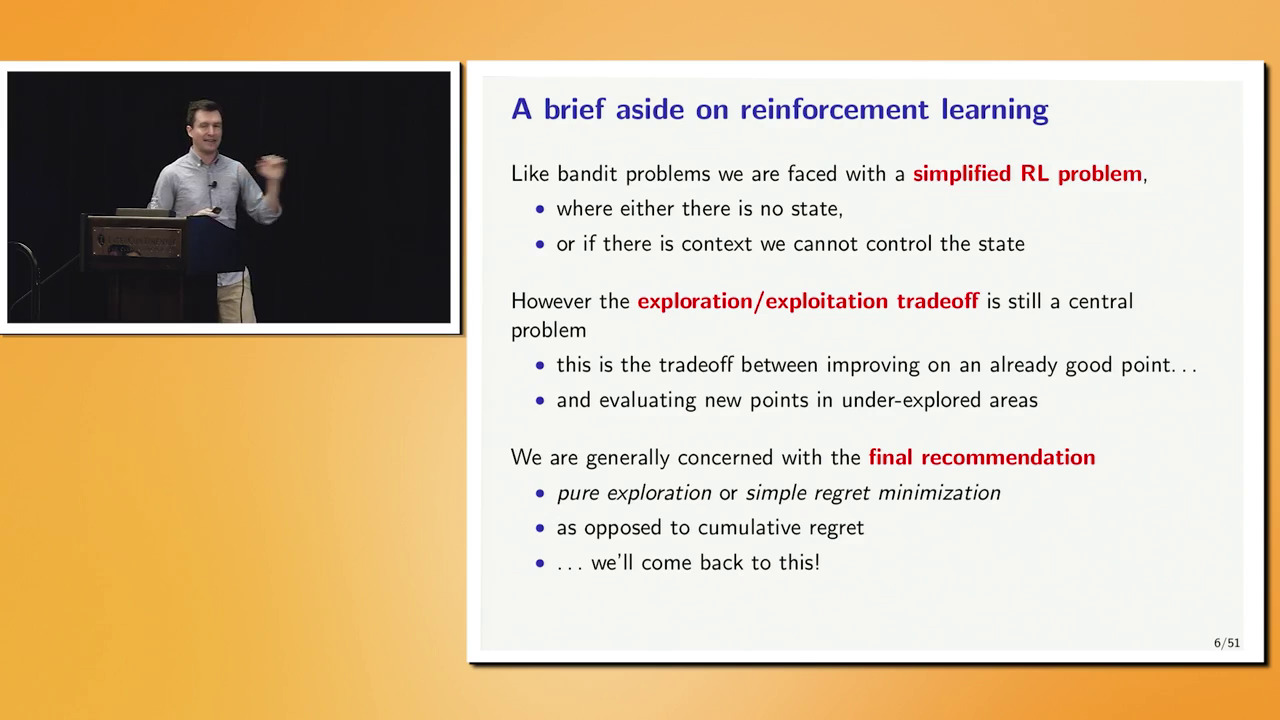 A brief aside on reinforcement learning
Like bandit problems we are faced with a simplified RL problem,
• where either there is no state,
• or if there is context we cannot control the state
However the exploration/exploitation tradeoff is still a central
problem
• this is the tradeoff between improving on an already good point...
• and evaluating new points in under-explored areas
We are generally concerned with the final recommendation
• pure exploration or simple regret minimization
• as opposed to cumulative regret
• ... we'll come back to this!
6/51